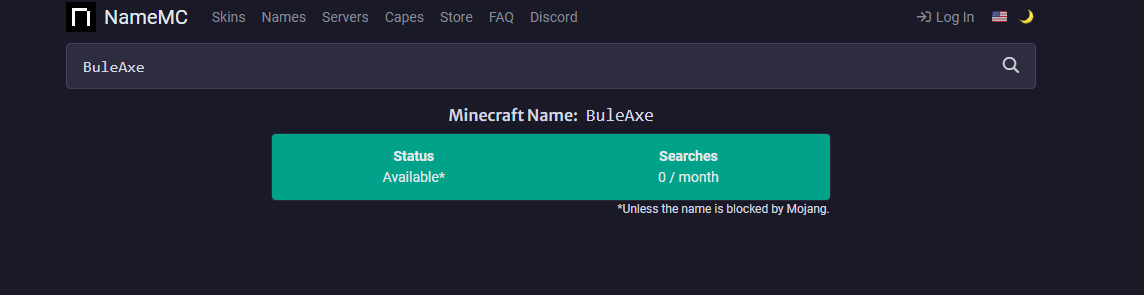 NameMC Skins Names Servers Capes Store FAQ Discord Log In
BuleAxe
Minecraft Name: BuleAxe
Status Searches
Available* 0 / month
*Unless the name is blocked by Mojang.